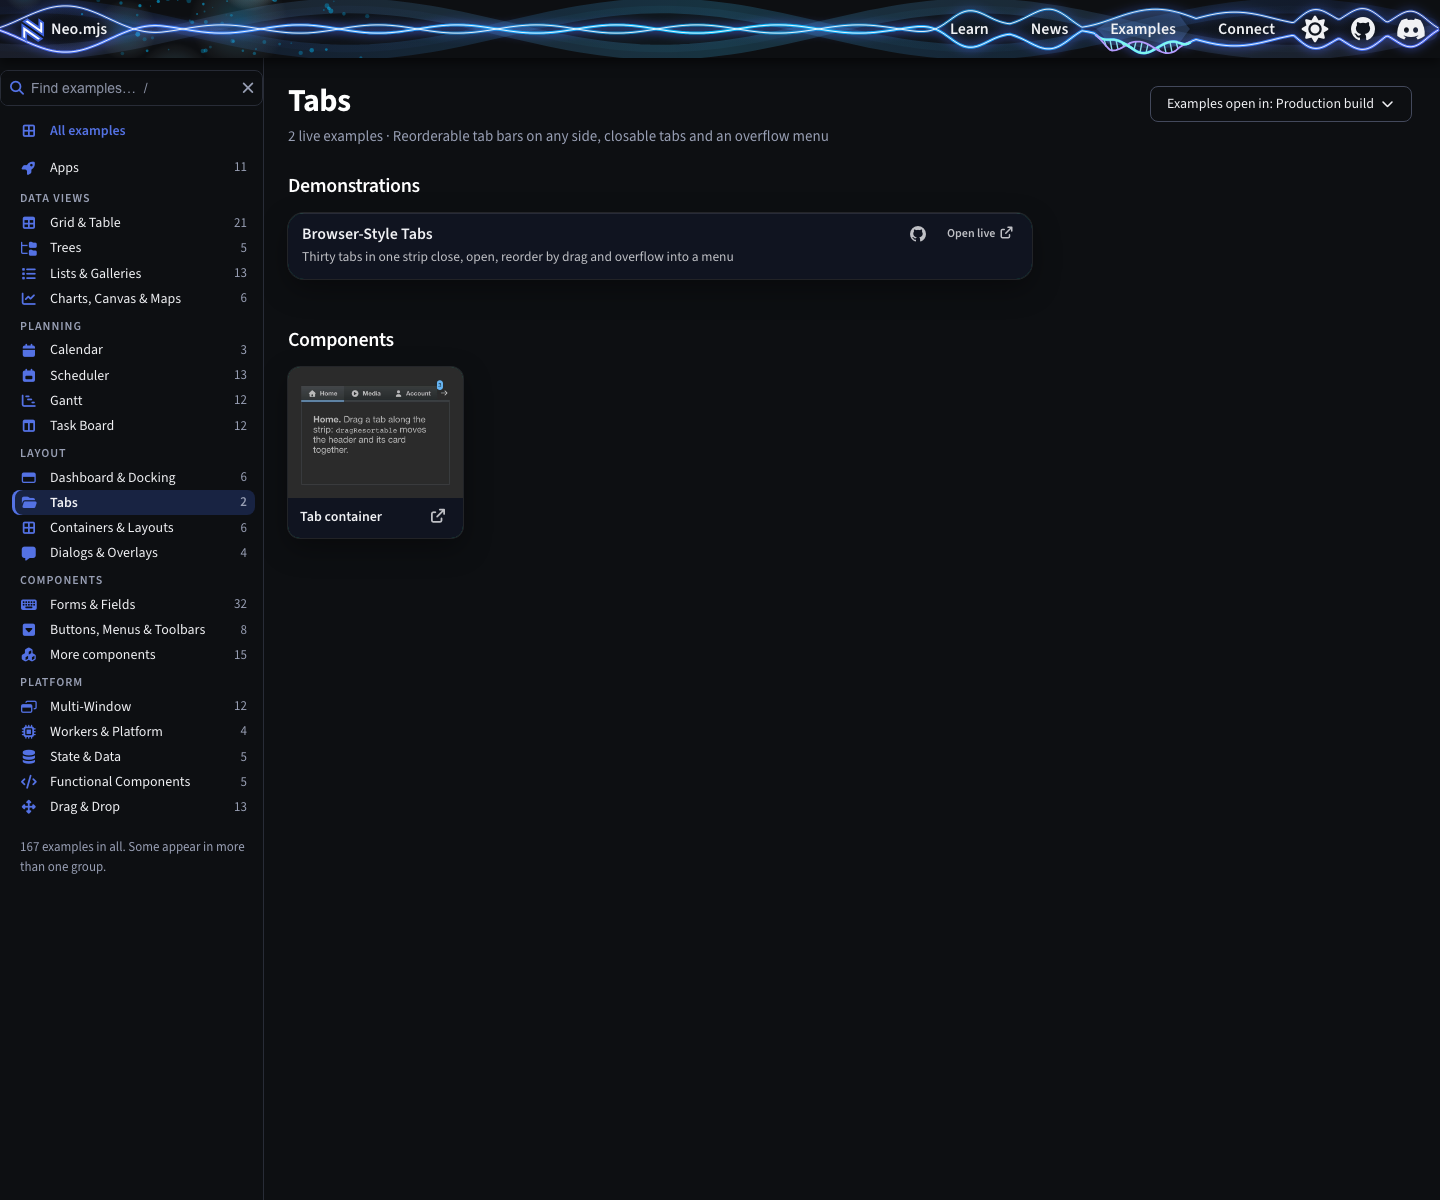 Neo.mjs
Learn
News
Examples
Connect
Find examples… /
All examples
Apps 11
DATA VIEWS
Grid & Table 21
Trees 5
Lists & Galleries 13
Charts, Canvas & Maps 6
PLANNING
Calendar 3
Scheduler 13
Gantt 12
Task Board 12
LAYOUT
Dashboard & Docking 6
Tabs 2
Containers & Layouts 6
Dialogs & Overlays 4
COMPONENTS
Forms & Fields 32
Buttons, Menus & Toolbars 8
More components 15
PLATFORM
Multi-Window 12
Workers & Platform 4
State & Data 5
Functional Components 5
Drag & Drop 13
167 examples in all. Some appear in more
than one group.
Tabs
2 live examples · Reorderable tab bars on any side, closable tabs and an overflow menu
Examples open in: Production build
Demonstrations
Browser-Style Tabs
Open live
Thirty tabs in one strip close, open, reorder by drag and overflow into a menu
Components
Home Media Account
Home. Drag a tab along the
strip: dragResortable moves
the header and its card
together.
Tab container